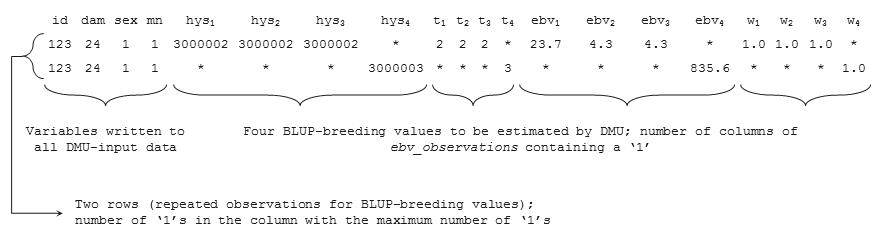 id dam sex mn hys₁ hys₂ hys₃ hys₄ t₁ t₂ t₃ t₄ ebv₁ ebv₂ ebv₃ ebv₄ w₁ w₂ w₃ w₄
123 24 1 1 3000002 3000002 3000002 * 2 2 2 * 23.7 4.3 4.3 * 1.0 1.0 1.0 *
123 24 1 1 * * * 3000003 * * * 3 * * * 835.6 * * * 1.0
Variables written to
all DMU-input data
Four BLUP-breeding values to be estimated by DMU; number of columns of
ebv_observations containing a ‘1’
Two rows (repeated observations for BLUP-breeding values);
number of ‘1’s in the column with the maximum number of ‘1’s